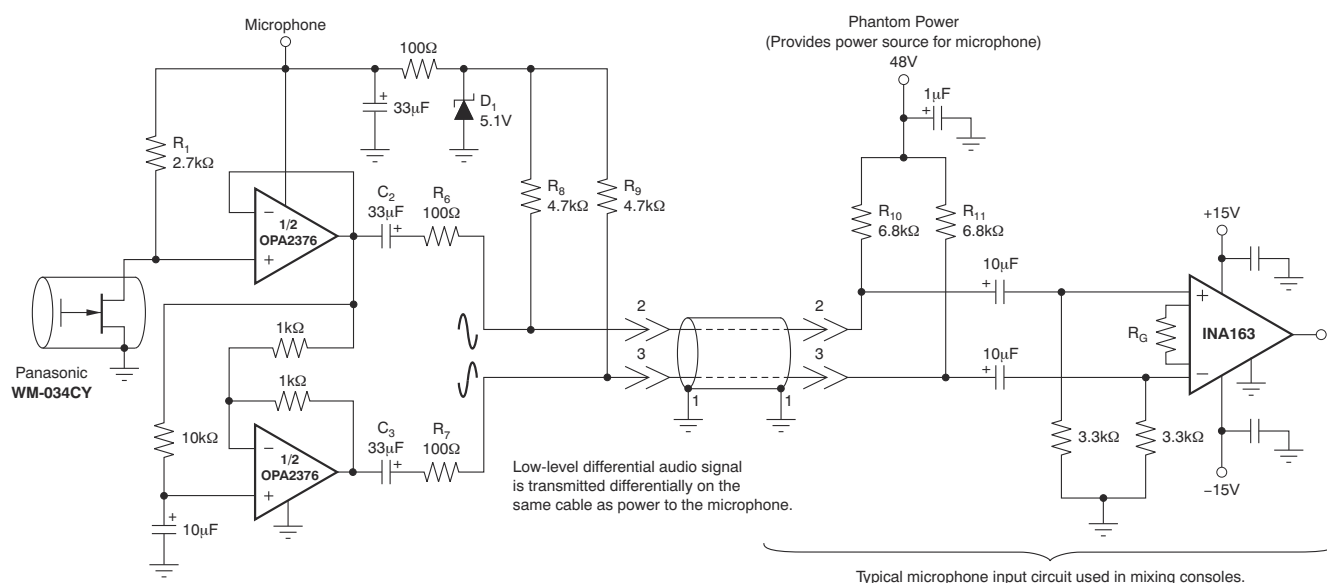 Microphone
100Ω
+
33μF
D1
5.1V
R1
2.7kΩ
−
1/2
OPA2376
+
C2
33μF
+
R6
100Ω
R8
4.7kΩ
R9
4.7kΩ
Panasonic
WM-034CY
1kΩ
1kΩ
10kΩ
−
1/2
OPA2376
+
+
10μF
C3
33μF
+
R7
100Ω
2
3
1
1
2
3
Low-level differential audio signal
is transmitted differentially on the
same cable as power to the microphone.
Phantom Power
(Provides power source for microphone)
48V
1μF
+
R10
6.8kΩ
R11
6.8kΩ
10μF
+
10μF
+
+15V
+
RG
INA163
−
3.3kΩ
3.3kΩ
−15V
Typical microphone input circuit used in mixing consoles.